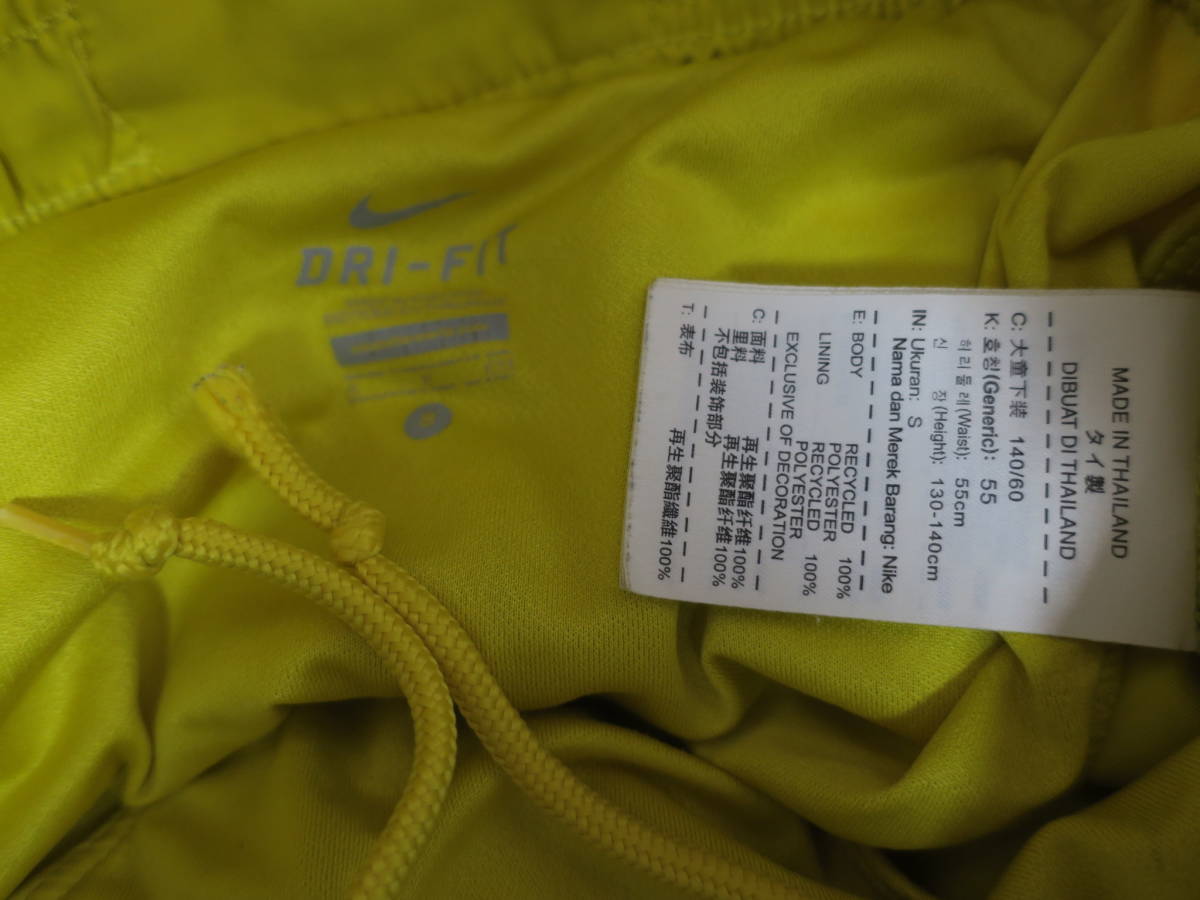 DRI-FIT
MADE IN THAILAND
タイ製
DIBUAT DI THAILAND
C: 大童下装 140/60
K: 호칭(Generic): 55
허리둘레(Waist): 55cm
신 장(Height): 130-140cm
IN: Ukuran: S
Nama dan Merek Barang: Nike
E: BODY RECYCLED 100%
POLYESTER
LINING RECYCLED 100%
POLYESTER
EXCLUSIVE OF DECORATION
C: 面料 再生聚酯纤维100%
里料 再生聚酯纤维100%
不包括装饰部分
T: 表布 再生聚酯纖維100%